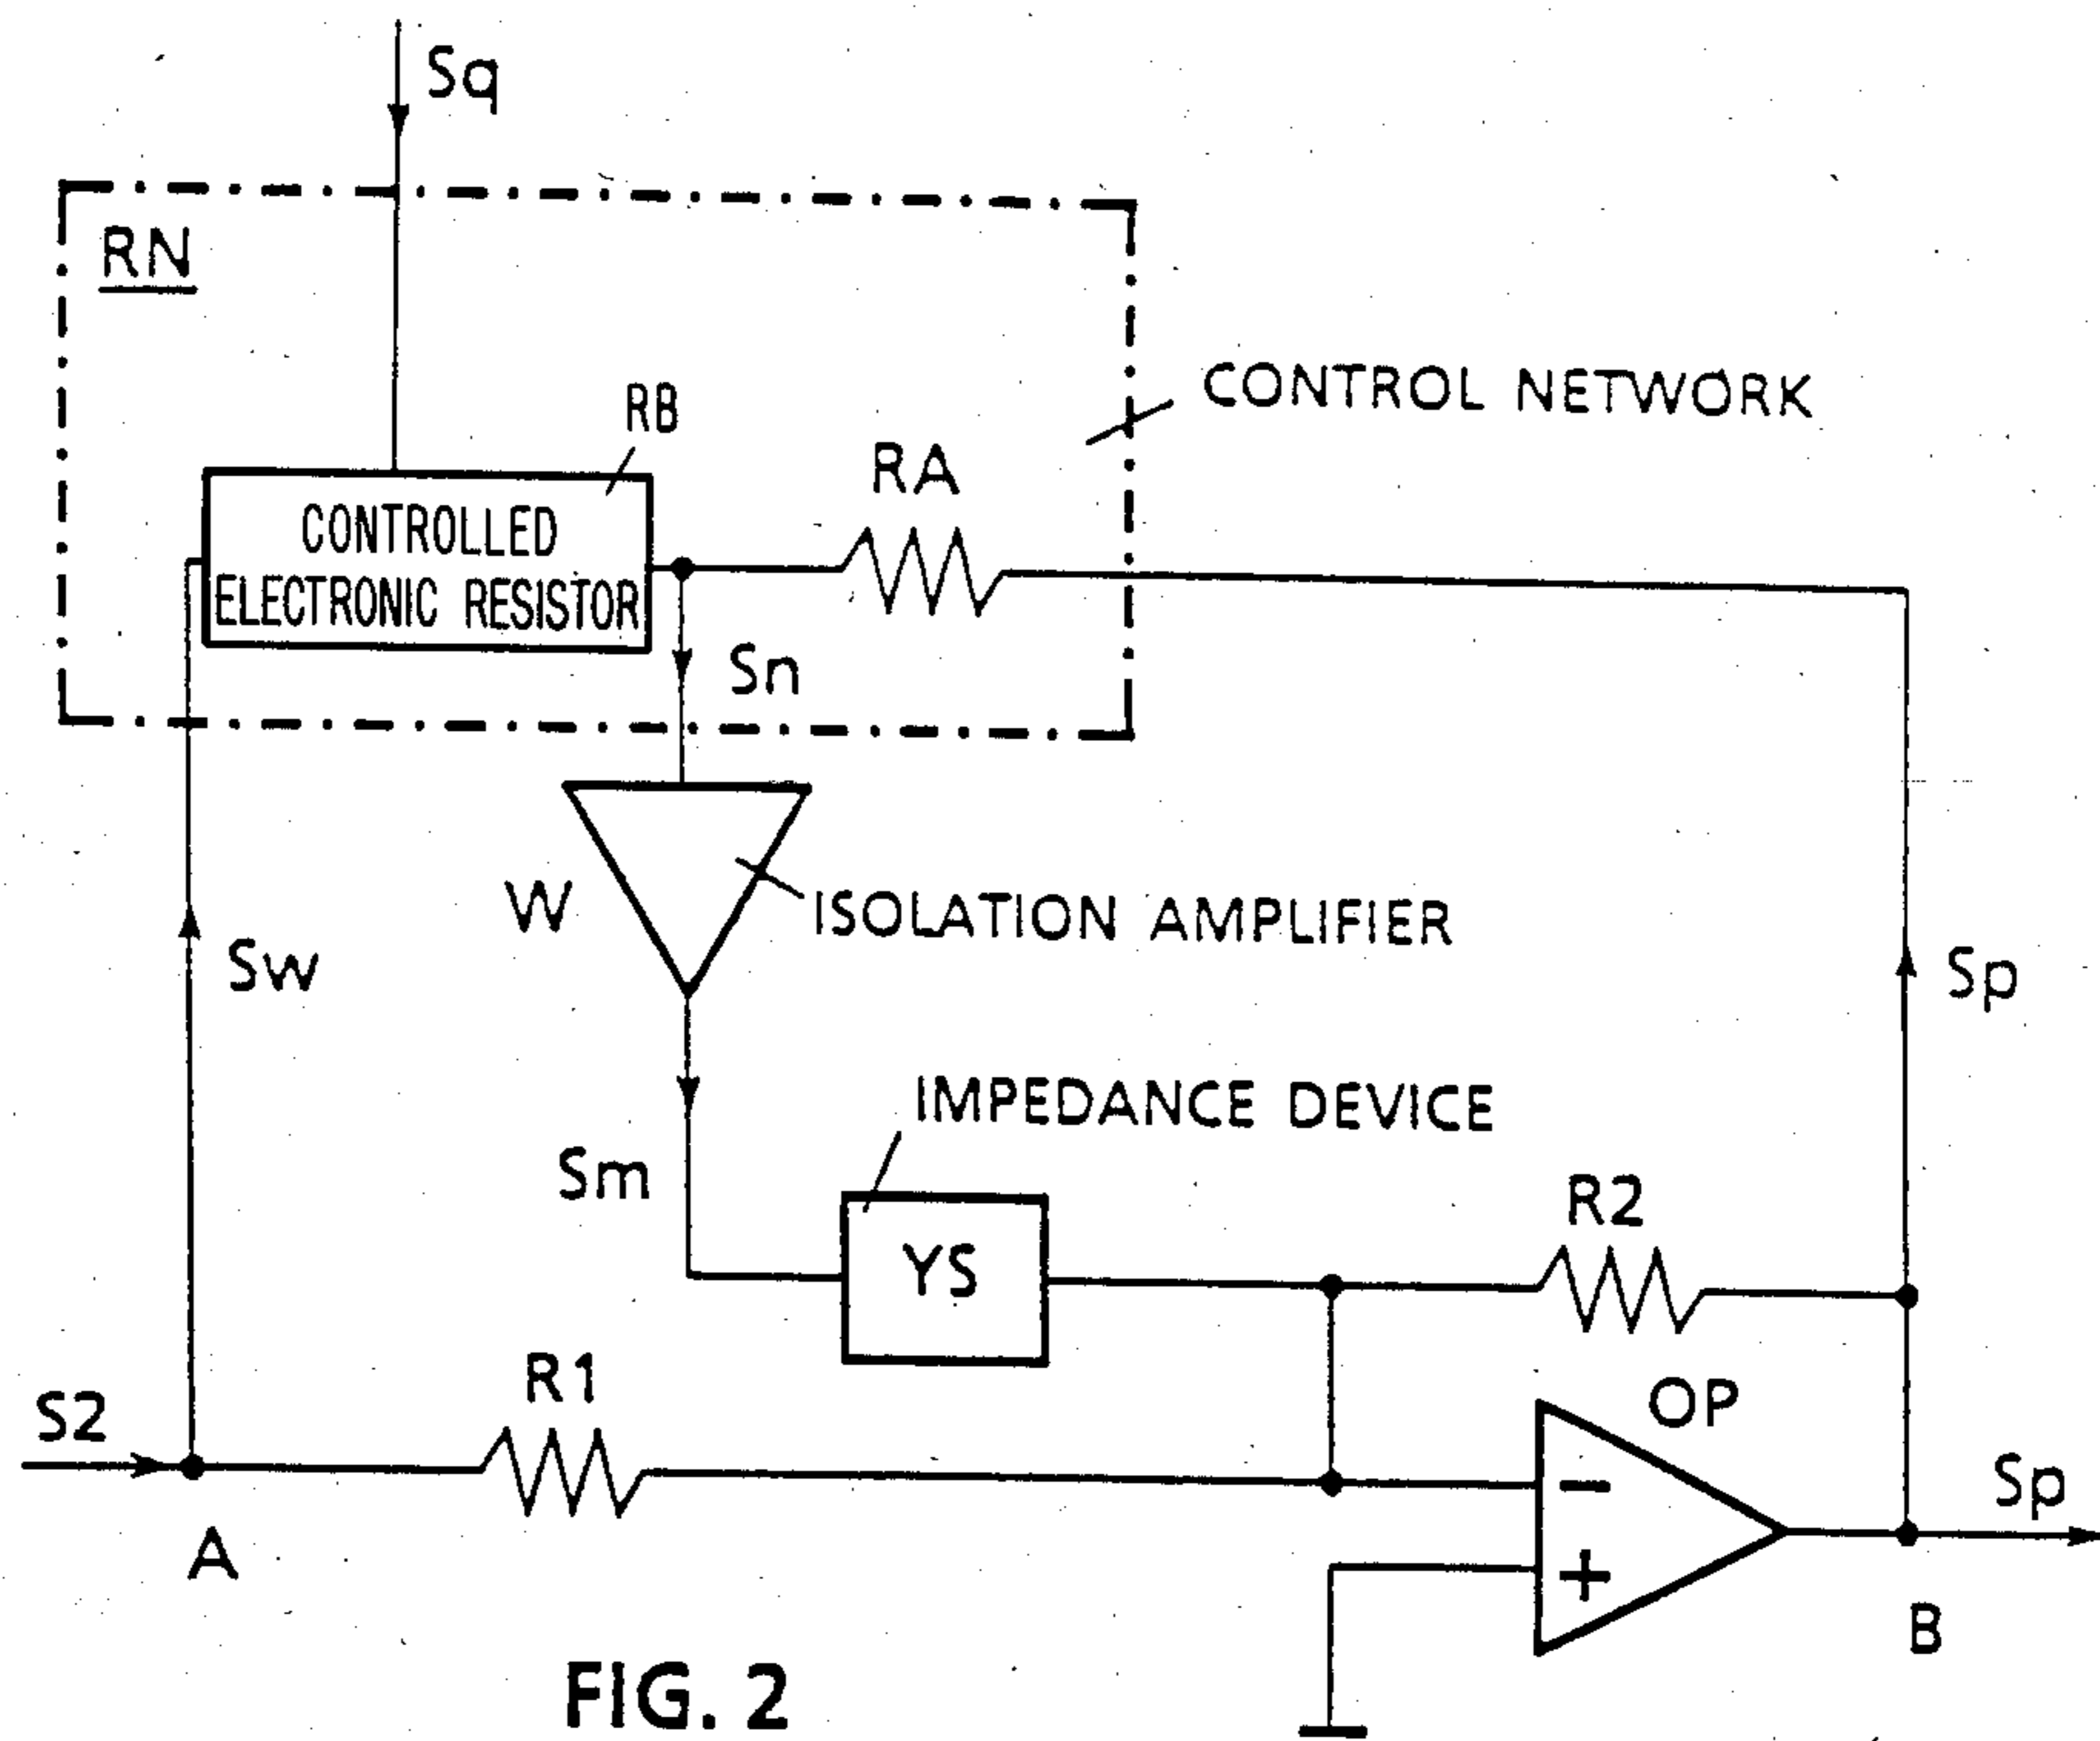 Sq
RN
CONTROL NETWORK
RB
RA
CONTROLLED
ELECTRONIC RESISTOR
Sn
W
ISOLATION AMPLIFIER
Sw
Sp
IMPEDANCE DEVICE
Sm
YS
R2
R1
S2
OP
−
+
Sp
A
B
FIG. 2